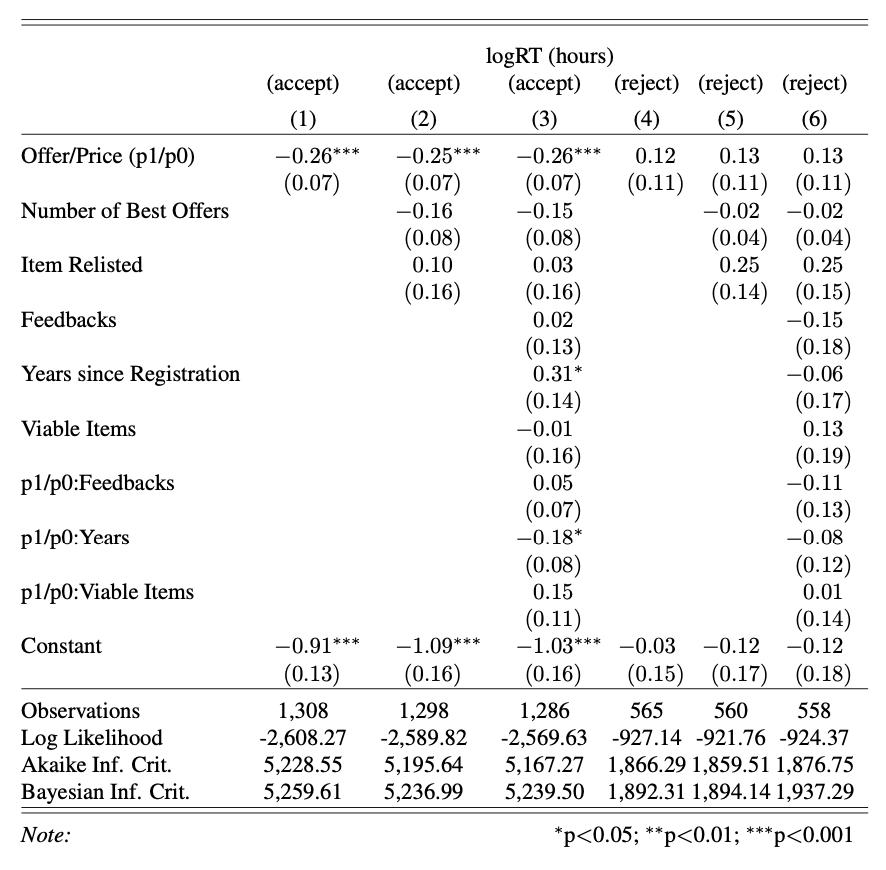 logRT (hours)
(accept) (accept) (accept) (reject) (reject) (reject)
(1) (2) (3) (4) (5) (6)
Offer/Price (p1/p0) −0.26*** −0.25*** −0.26*** 0.12 0.13 0.13
(0.07) (0.07) (0.07) (0.11) (0.11) (0.11)
Number of Best Offers −0.16 −0.15 −0.02 −0.02
(0.08) (0.08) (0.04) (0.04)
Item Relisted 0.10 0.03 0.25 0.25
(0.16) (0.16) (0.14) (0.15)
Feedbacks 0.02 −0.15
(0.13) (0.18)
Years since Registration 0.31* −0.06
(0.14) (0.17)
Viable Items −0.01 0.13
(0.16) (0.19)
p1/p0:Feedbacks 0.05 −0.11
(0.07) (0.13)
p1/p0:Years −0.18* −0.08
(0.08) (0.12)
p1/p0:Viable Items 0.15 0.01
(0.11) (0.14)
Constant −0.91*** −1.09*** −1.03*** −0.03 −0.12 −0.12
(0.13) (0.16) (0.16) (0.15) (0.17) (0.18)
Observations 1,308 1,298 1,286 565 560 558
Log Likelihood -2,608.27 -2,589.82 -2,569.63 -927.14 -921.76 -924.37
Akaike Inf. Crit. 5,228.55 5,195.64 5,167.27 1,866.29 1,859.51 1,876.75
Bayesian Inf. Crit. 5,259.61 5,236.99 5,239.50 1,892.31 1,894.14 1,937.29
Note: *p<0.05; **p<0.01; ***p<0.001